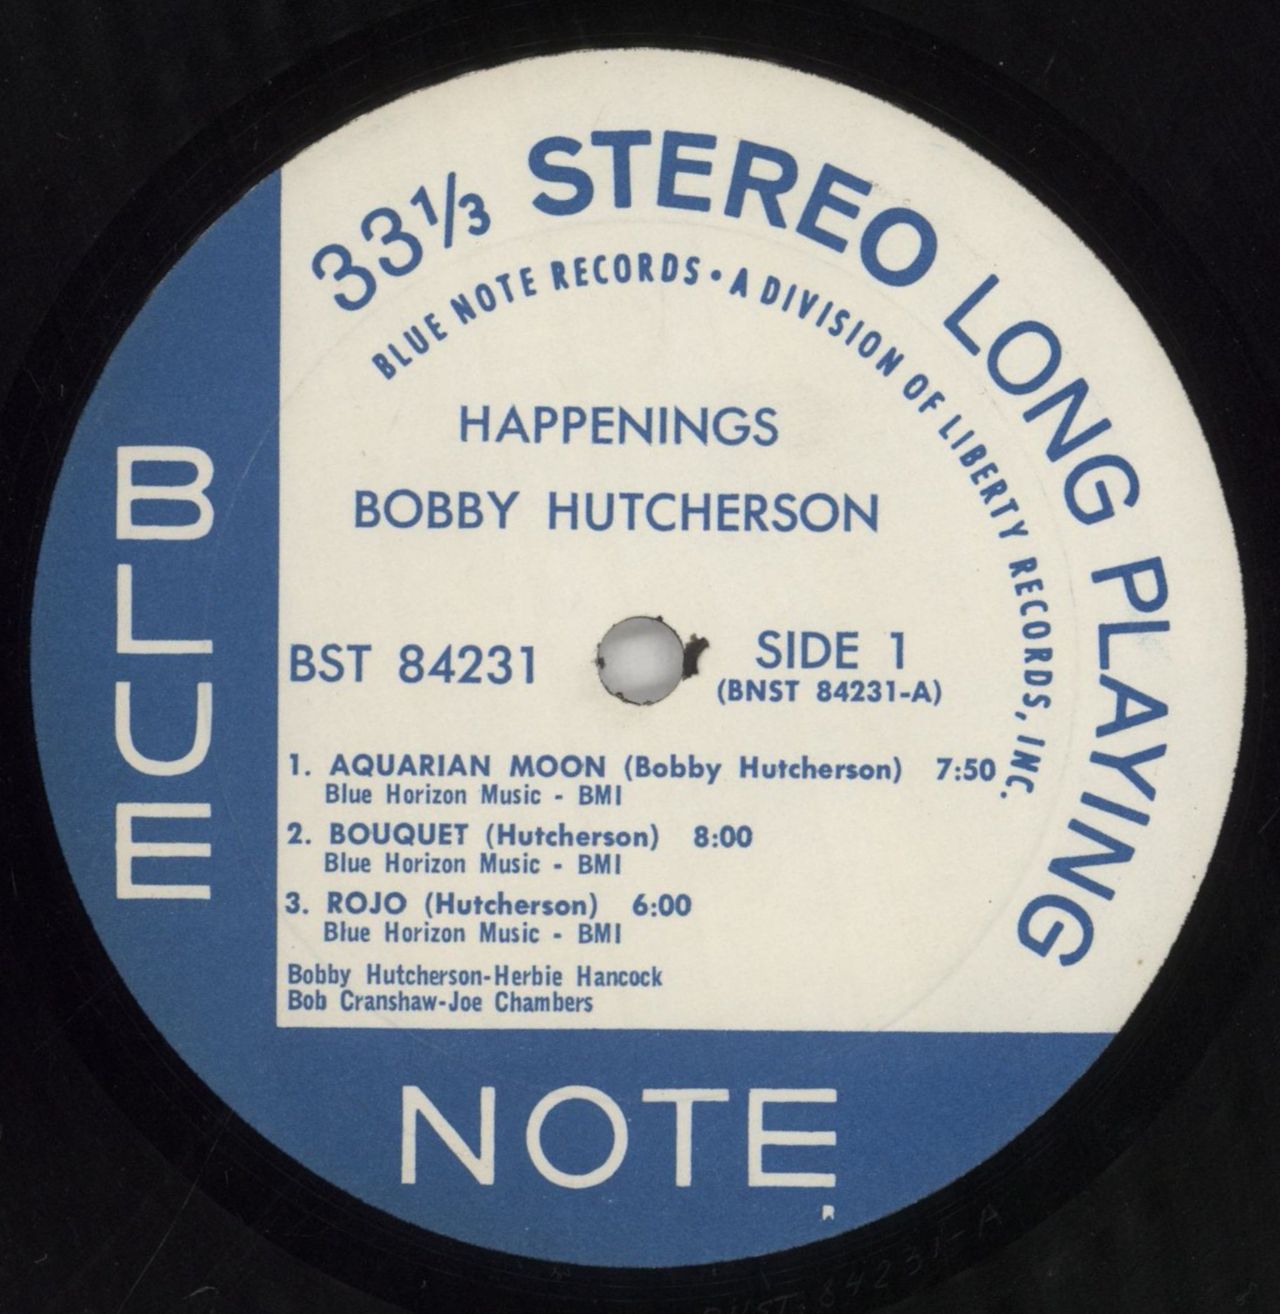 33⅓ STEREO LONG PLAYING
BLUE NOTE RECORDS • A DIVISION OF LIBERTY RECORDS, INC.
HAPPENINGS
BOBBY HUTCHERSON
BST 84231
SIDE 1
(BNST 84231-A)
1. AQUARIAN MOON (Bobby Hutcherson) 7:50
Blue Horizon Music - BMI
2. BOUQUET (Hutcherson) 8:00
Blue Horizon Music - BMI
3. ROJO (Hutcherson) 6:00
Blue Horizon Music - BMI
Bobby Hutcherson-Herbie Hancock
Bob Cranshaw-Joe Chambers
BLUE
NOTE
R
84231-A